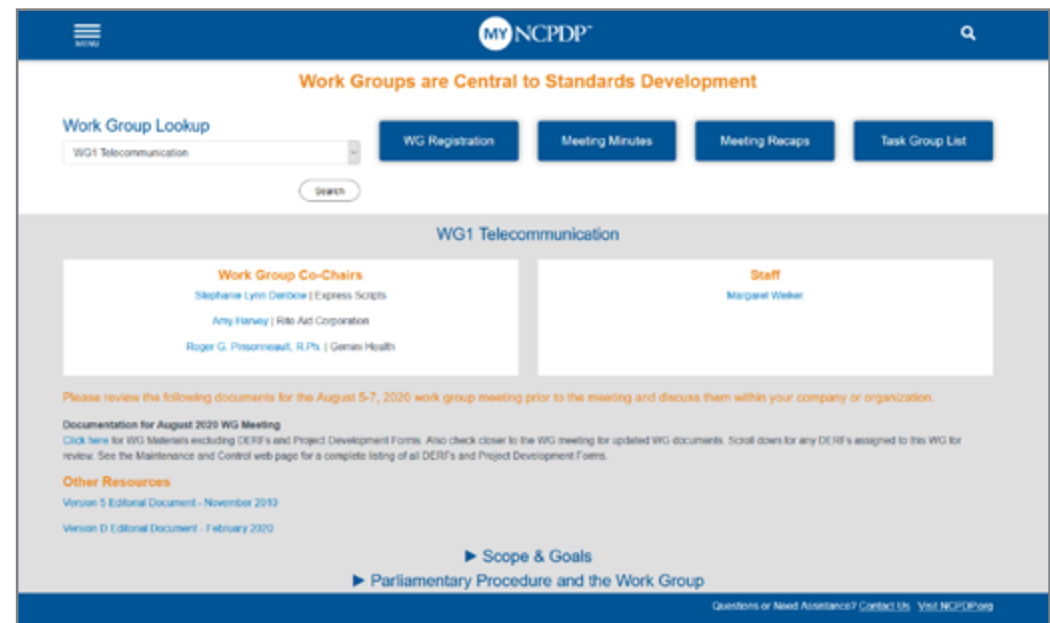 MENU
MY NCPDP™
Work Groups are Central to Standards Development
Work Group Lookup
WG1 Telecommunication
WG Registration
Meeting Minutes
Meeting Recaps
Task Group List
Search
WG1 Telecommunication
Work Group Co-Chairs
Stephanie Lynn Denbow | Express Scripts
Amy Harvey | Rite Aid Corporation
Roger G. Pinsonneault, R.Ph. | Gemini Health
Staff
Margaret Weiker
Please review the following documents for the August 5-7, 2020 work group meeting prior to the meeting and discuss them within your company or organization.
Documentation for August 2020 WG Meeting
Click here for WG Materials excluding DERFs and Project Development Forms. Also check closer to the WG meeting for updated WG documents. Scroll down for any DERFs assigned to this WG for
review. See the Maintenance and Control web page for a complete listing of all DERFs and Project Development Forms.
Other Resources
Version 5 Editorial Document - November 2010
Version D Editorial Document - February 2020
Scope & Goals
Parliamentary Procedure and the Work Group
Questions or Need Assistance? Contact Us Visit NCPDP.org